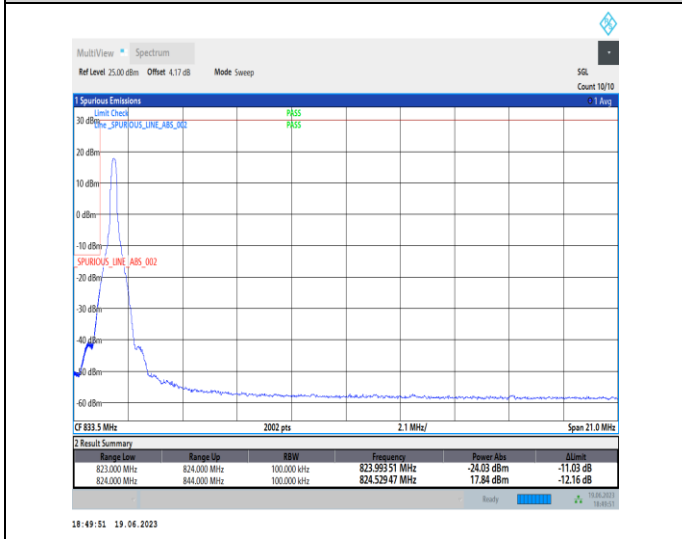 MultiView Spectrum
Ref Level 25.00 dBm Offset 4.17 dB Mode Sweep SGL
Count 10/10
1 Spurious Emissions 1 Avg
Limit Check PASS
30 dBm
Line _SPURIOUS_LINE_ABS_002 PASS
20 dBm
10 dBm
0 dBm
-10 dBm
_SPURIOUS_LINE_ABS_002
-20 dBm
-30 dBm
-40 dBm
-50 dBm
-60 dBm
CF 833.5 MHz 2002 pts 2.1 MHz/ Span 21.0 MHz
2 Result Summary
Range Low Range Up RBW Frequency Power Abs ΔLimit
823.000 MHz 824.000 MHz 100.000 kHz 823.99351 MHz -24.03 dBm -11.03 dB
824.000 MHz 844.000 MHz 100.000 kHz 824.52947 MHz 17.84 dBm -12.16 dB
Ready 19.06.2023
18:49:51
18:49:51 19.06.2023